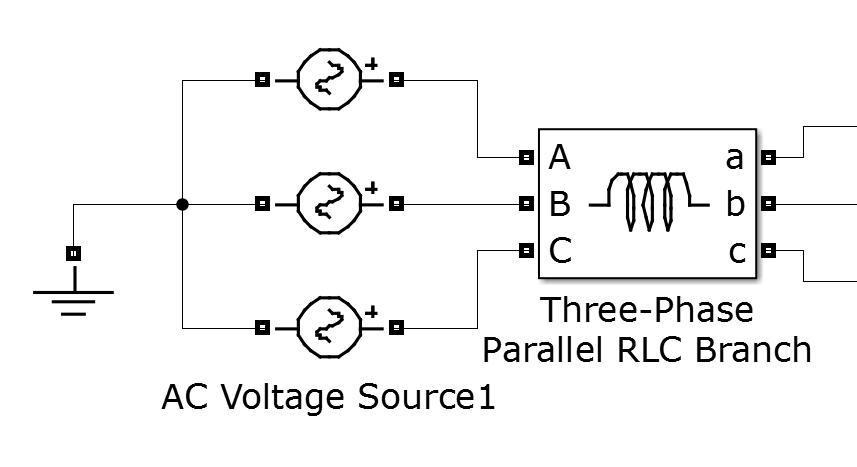 +
A a
+
B b
C c
+
Three-Phase
Parallel RLC Branch
AC Voltage Source1